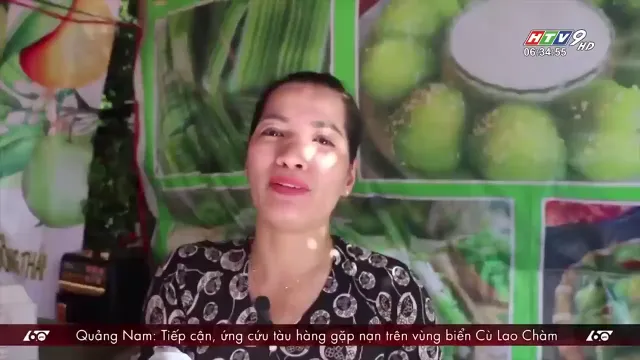 HTV9 HD
06:34:55
Quảng Nam: Tiếp cận, ứng cứu tàu hàng gặp nạn trên vùng biển Cù Lao Chàm